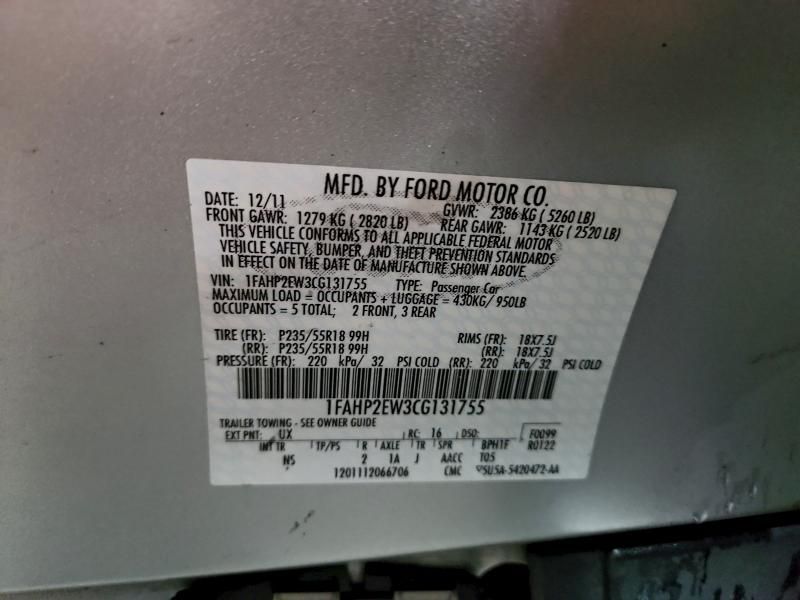 MFD. BY FORD MOTOR CO.
DATE: 12/11 GVWR: 2386 KG ( 5260 LB)
FRONT GAWR: 1279 KG ( 2820 LB) REAR GAWR: 1143 KG ( 2520 LB)
THIS VEHICLE CONFORMS TO ALL APPLICABLE FEDERAL MOTOR
VEHICLE SAFETY, BUMPER, AND THEFT PREVENTION STANDARDS
IN EFFECT ON THE DATE OF MANUFACTURE SHOWN ABOVE.
VIN: 1FAHP2EW3CG131755 TYPE: Passenger Car
MAXIMUM LOAD = OCCUPANTS + LUGGAGE = 430KG/ 950LB
OCCUPANTS = 5 TOTAL; 2 FRONT, 3 REAR
TIRE (FR): P235/55R18 99H RIMS (FR): 18X7.5J
(RR): P235/55R18 99H (RR): 18X7.5J
PRESSURE (FR): 220 kPa/ 32 PSI COLD (RR): 220 kPa/ 32 PSI COLD
1FAHP2EW3CG131755
TRAILER TOWING - SEE OWNER GUIDE
EXT PNT: UX RC: 16 DSO: F0099
INT TR TP/PS R AXLE TR SPR BPH1F R0122
NS 2 1A J AACC T05
1201112066706 CMC 5U5A-5420472-AA